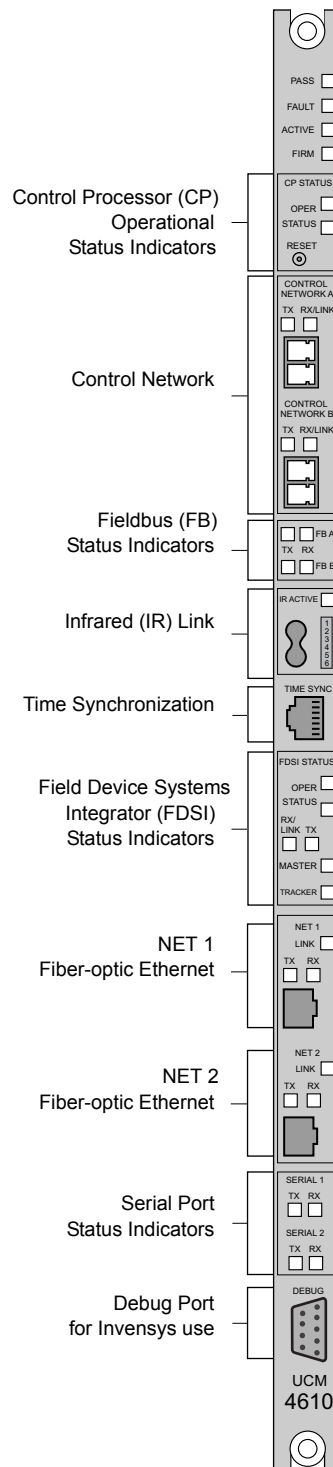 PASS
FAULT
ACTIVE
FIRM
Control Processor (CP)
Operational
Status Indicators
CP STATUS
OPER
STATUS
RESET
Control Network
CONTROL
NETWORK A
TX RX/LINK
CONTROL
NETWORK B
TX RX/LINK
Fieldbus (FB)
Status Indicators
FB A
TX RX
FB B
Infrared (IR) Link
IR ACTIVE
1
2
3
4
5
6
Time Synchronization
TIME SYNC
Field Device Systems
Integrator (FDSI)
Status Indicators
FDSI STATUS
OPER
STATUS
RX/
LINK TX
MASTER
TRACKER
NET 1
Fiber-optic Ethernet
NET 1
LINK
TX RX
NET 2
Fiber-optic Ethernet
NET 2
LINK
TX RX
Serial Port
Status Indicators
SERIAL 1
TX RX
SERIAL 2
TX RX
Debug Port
for Invensys use
DEBUG
UCM
4610